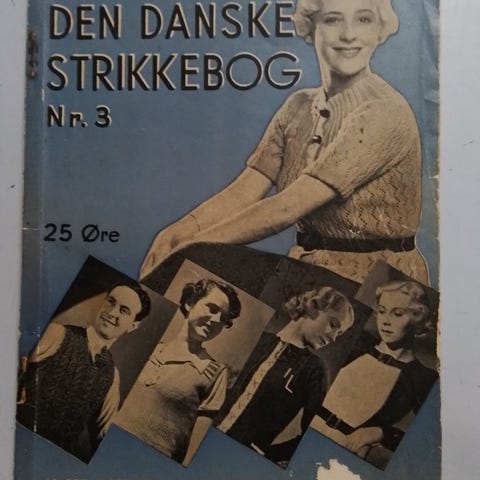 DEN DANSKE
STRIKKEBOG
Nr. 3
25 Øre